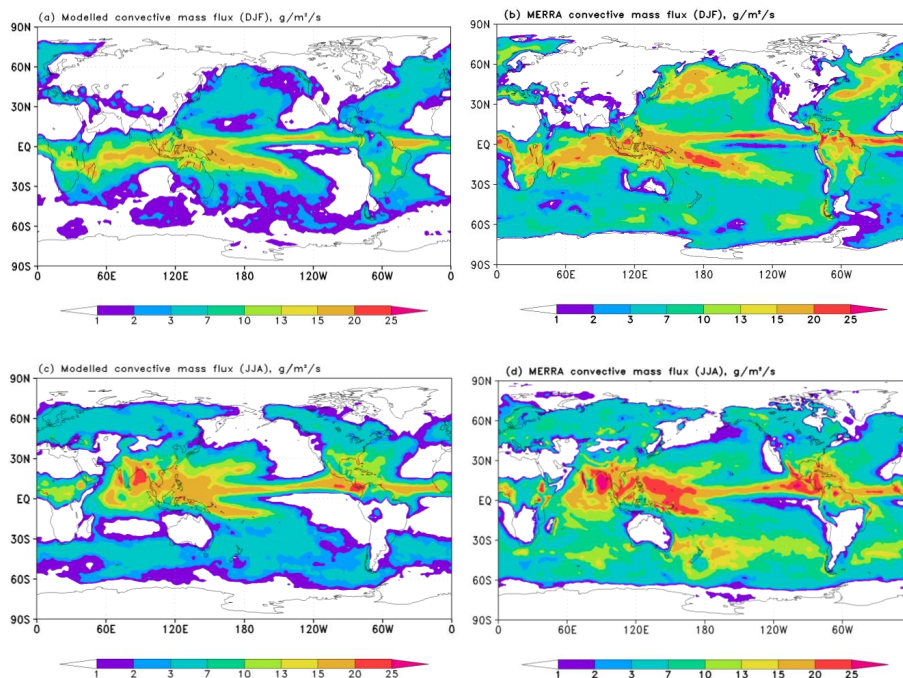 (a) Modelled convective mass flux (DJF), g/m²/s
90N
60N
30N
EQ
30S
60S
90S
0 60E 120E 180 120W 60W 0
1 2 3 7 10 13 15 20 25
(b) MERRA convective mass flux (DJF), g/m²/s
90N
60N
30N
EQ
30S
60S
90S
0 60E 120E 180 120W 60W
1 2 3 7 10 13 15 20 25
(c) Modelled convective mass flux (JJA), g/m²/s
90N
60N
30N
EQ
30S
60S
90S
0 60E 120E 180 120W 60W 0
1 2 3 7 10 13 15 20 25
(d) MERRA convective mass flux (JJA), g/m²/s
90N
60N
30N
EQ
30S
60S
90S
0 60E 120E 180 120W 60W
1 2 3 7 10 13 15 20 25